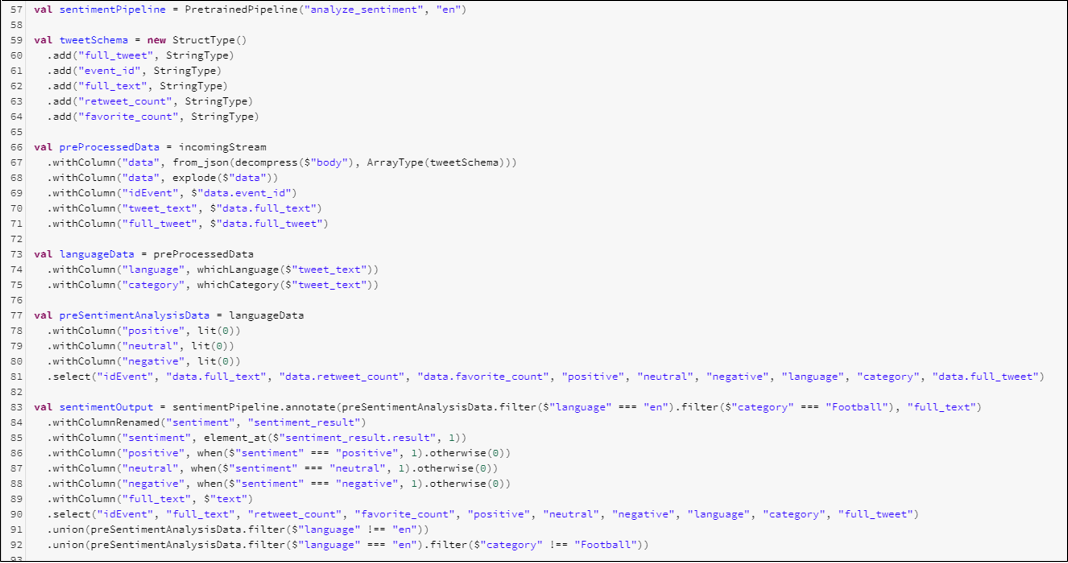 57 val sentimentPipeline = PretrainedPipeline("analyze_sentiment", "en")
58
59 val tweetSchema = new StructType()
60   .add("full_tweet", StringType)
61   .add("event_id", StringType)
62   .add("full_text", StringType)
63   .add("retweet_count", StringType)
64   .add("favorite_count", StringType)
65
66 val preProcessedData = incomingStream
67   .withColumn("data", from_json(decompress($"body"), ArrayType(tweetSchema)))
68   .withColumn("data", explode($"data"))
69   .withColumn("idEvent", $"data.event_id")
70   .withColumn("tweet_text", $"data.full_text")
71   .withColumn("full_tweet", $"data.full_tweet")
72
73 val languageData = preProcessedData
74   .withColumn("language", whichLanguage($"tweet_text"))
75   .withColumn("category", whichCategory($"tweet_text"))
76
77 val preSentimentAnalysisData = languageData
78   .withColumn("positive", lit(0))
79   .withColumn("neutral", lit(0))
80   .withColumn("negative", lit(0))
81   .select("idEvent", "data.full_text", "data.retweet_count", "data.favorite_count", "positive", "neutral", "negative", "language", "category", "data.full_tweet")
82
83 val sentimentOutput = sentimentPipeline.annotate(preSentimentAnalysisData.filter($"language" === "en").filter($"category" === "Football"), "full_text")
84   .withColumnRenamed("sentiment", "sentiment_result")
85   .withColumn("sentiment", element_at($"sentiment_result.result", 1))
86   .withColumn("positive", when($"sentiment" === "positive", 1).otherwise(0))
87   .withColumn("neutral", when($"sentiment" === "neutral", 1).otherwise(0))
88   .withColumn("negative", when($"sentiment" === "negative", 1).otherwise(0))
89   .withColumn("full_text", $"text")
90   .select("idEvent", "full_text", "retweet_count", "favorite_count", "positive", "neutral", "negative", "language", "category", "full_tweet")
91   .union(preSentimentAnalysisData.filter($"language" !== "en"))
92   .union(preSentimentAnalysisData.filter($"language" === "en").filter($"category" !== "Football"))
93